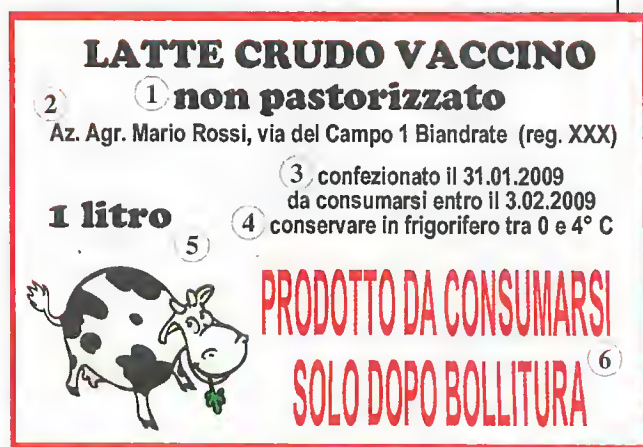 LATTE CRUDO VACCINO
1 non pastorizzato
2
Az. Agr. Mario Rossi, via del Campo 1 Biandrate (reg. XXX)
3 confezionato il 31.01.2009
da consumarsi entro il 3.02.2009
1 litro
4 conservare in frigorifero tra 0 e 4° C
5
PRODOTTO DA CONSUMARSI
SOLO DOPO BOLLITURA 6